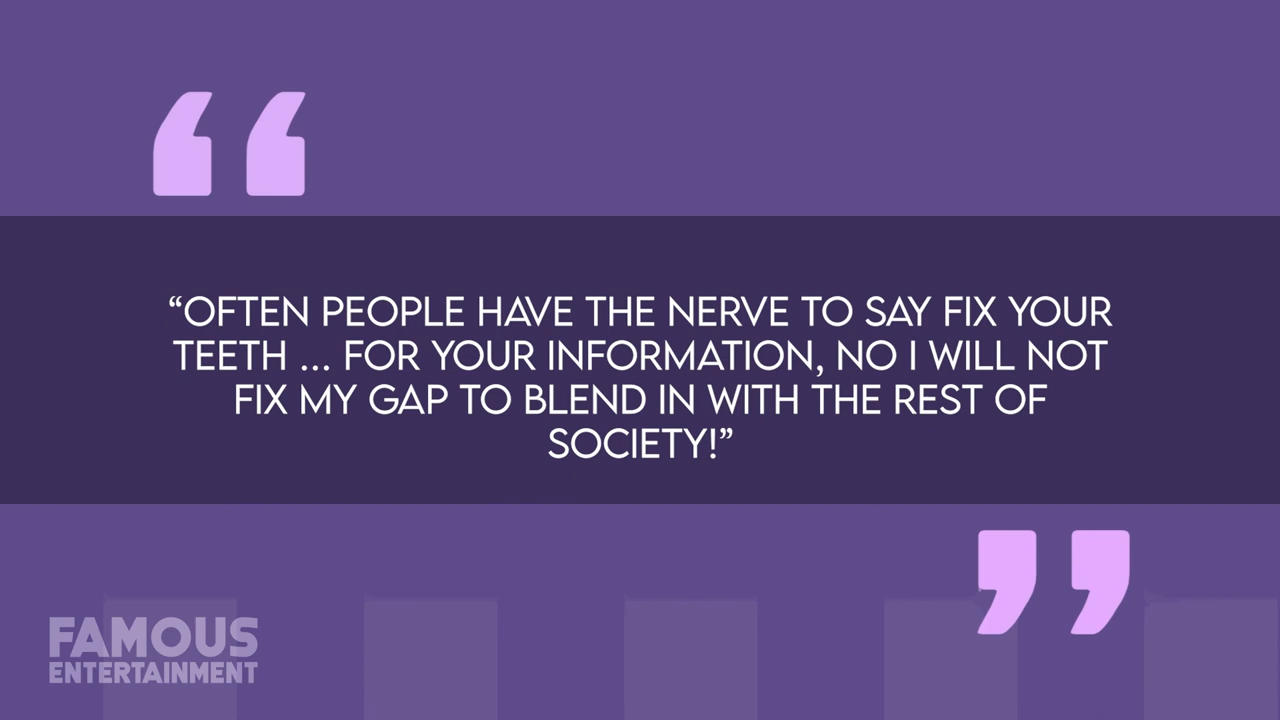 “OFTEN PEOPLE HAVE THE NERVE TO SAY FIX YOUR
TEETH ... FOR YOUR INFORMATION, NO I WILL NOT
FIX MY GAP TO BLEND IN WITH THE REST OF
SOCIETY!”
FAMOUS
ENTERTAINMENT